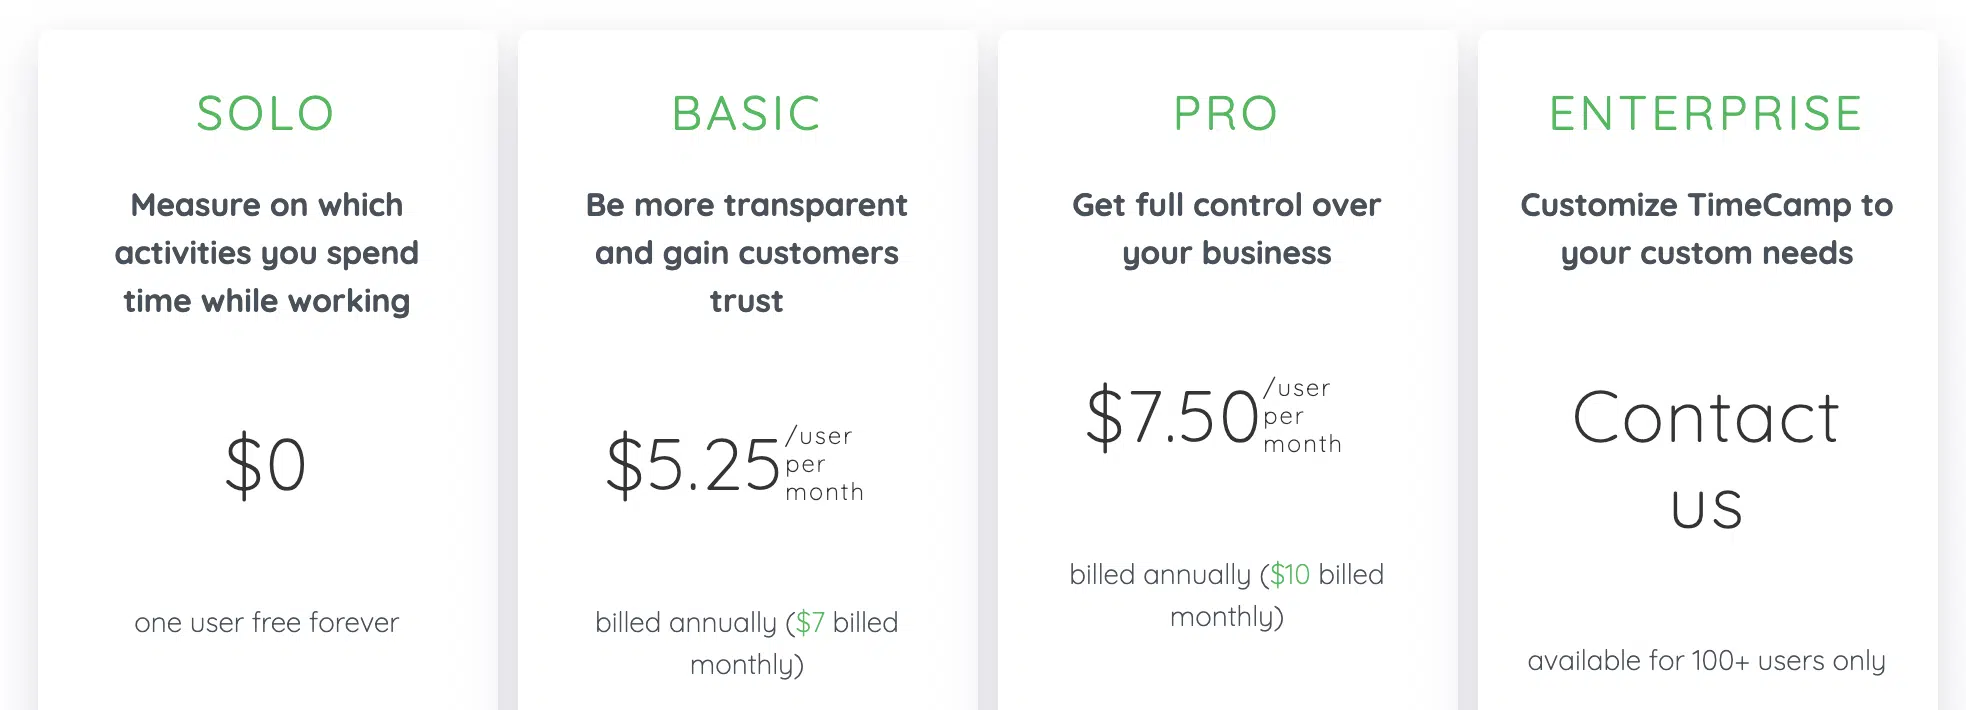 SOLO
Measure on which
activities you spend
time while working
$0
one user free forever
BASIC
Be more transparent
and gain customers
trust
$5.25 /user
per
month
billed annually ($7 billed
monthly)
PRO
Get full control over
your business
$7.50 /user
per
month
billed annually ($10 billed
monthly)
ENTERPRISE
Customize TimeCamp to
your custom needs
Contact
us
available for 100+ users only